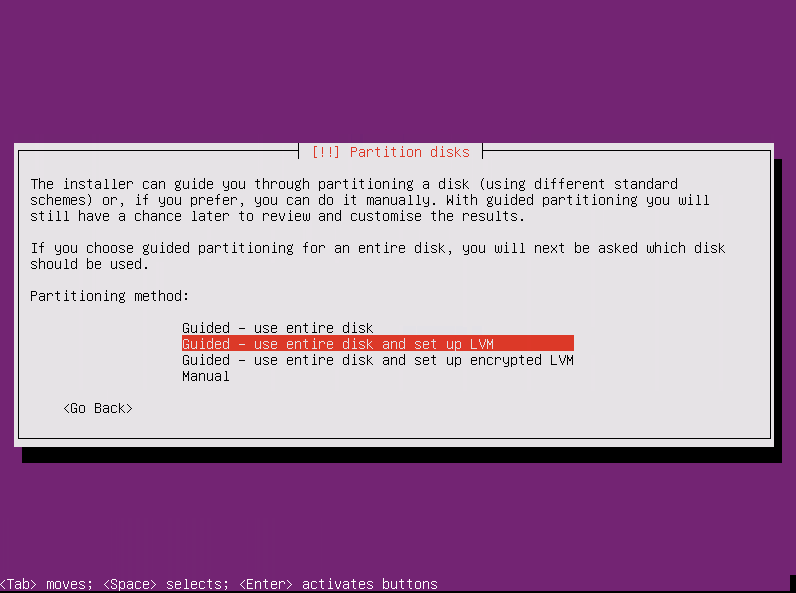 [!!] Partition disks
The installer can guide you through partitioning a disk (using different standard
schemes) or, if you prefer, you can do it manually. With guided partitioning you will
still have a chance later to review and customise the results.
If you choose guided partitioning for an entire disk, you will next be asked which disk
should be used.
Partitioning method:
Guided - use entire disk
Guided - use entire disk and set up LVM
Guided - use entire disk and set up encrypted LVM
Manual
<Go Back>
<Tab> moves; <Space> selects; <Enter> activates buttons